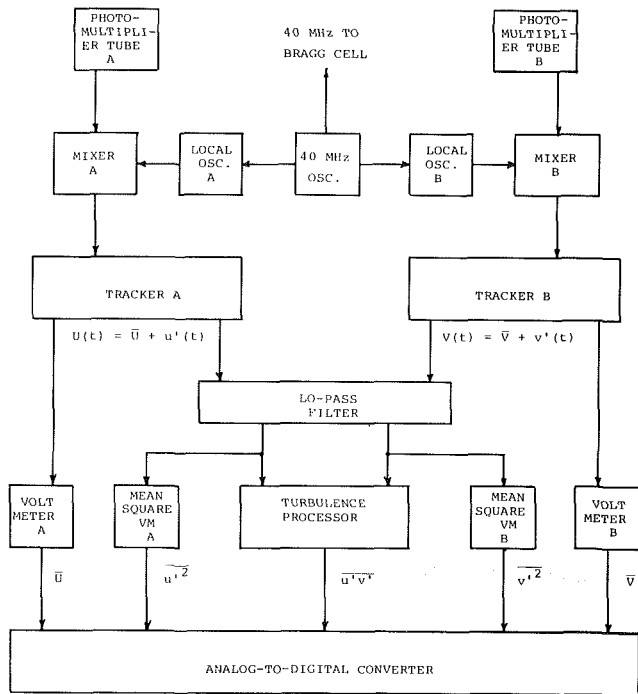 PHOTO-
MULTIPLI-
ER TUBE
A
40 MHz TO
BRAGG CELL
PHOTO-
MULTIPLI-
ER TUBE
B
MIXER
A
LOCAL
OSC.
A
40 MHz
OSC.
LOCAL
OSC.
B
MIXER
B
TRACKER A
TRACKER B
U(t) = U̅ + u'(t)
V(t) = V̅ + v'(t)
LO-PASS
FILTER
VOLT
METER
A
MEAN
SQUARE
VM
A
TURBULENCE
PROCESSOR
MEAN
SQUARE
VM
B
VOLT
METER
B
U̅
u'²̅
u̅'̅v̅'̅
v'²̅
V̅
ANALOG-TO-DIGITAL CONVERTER